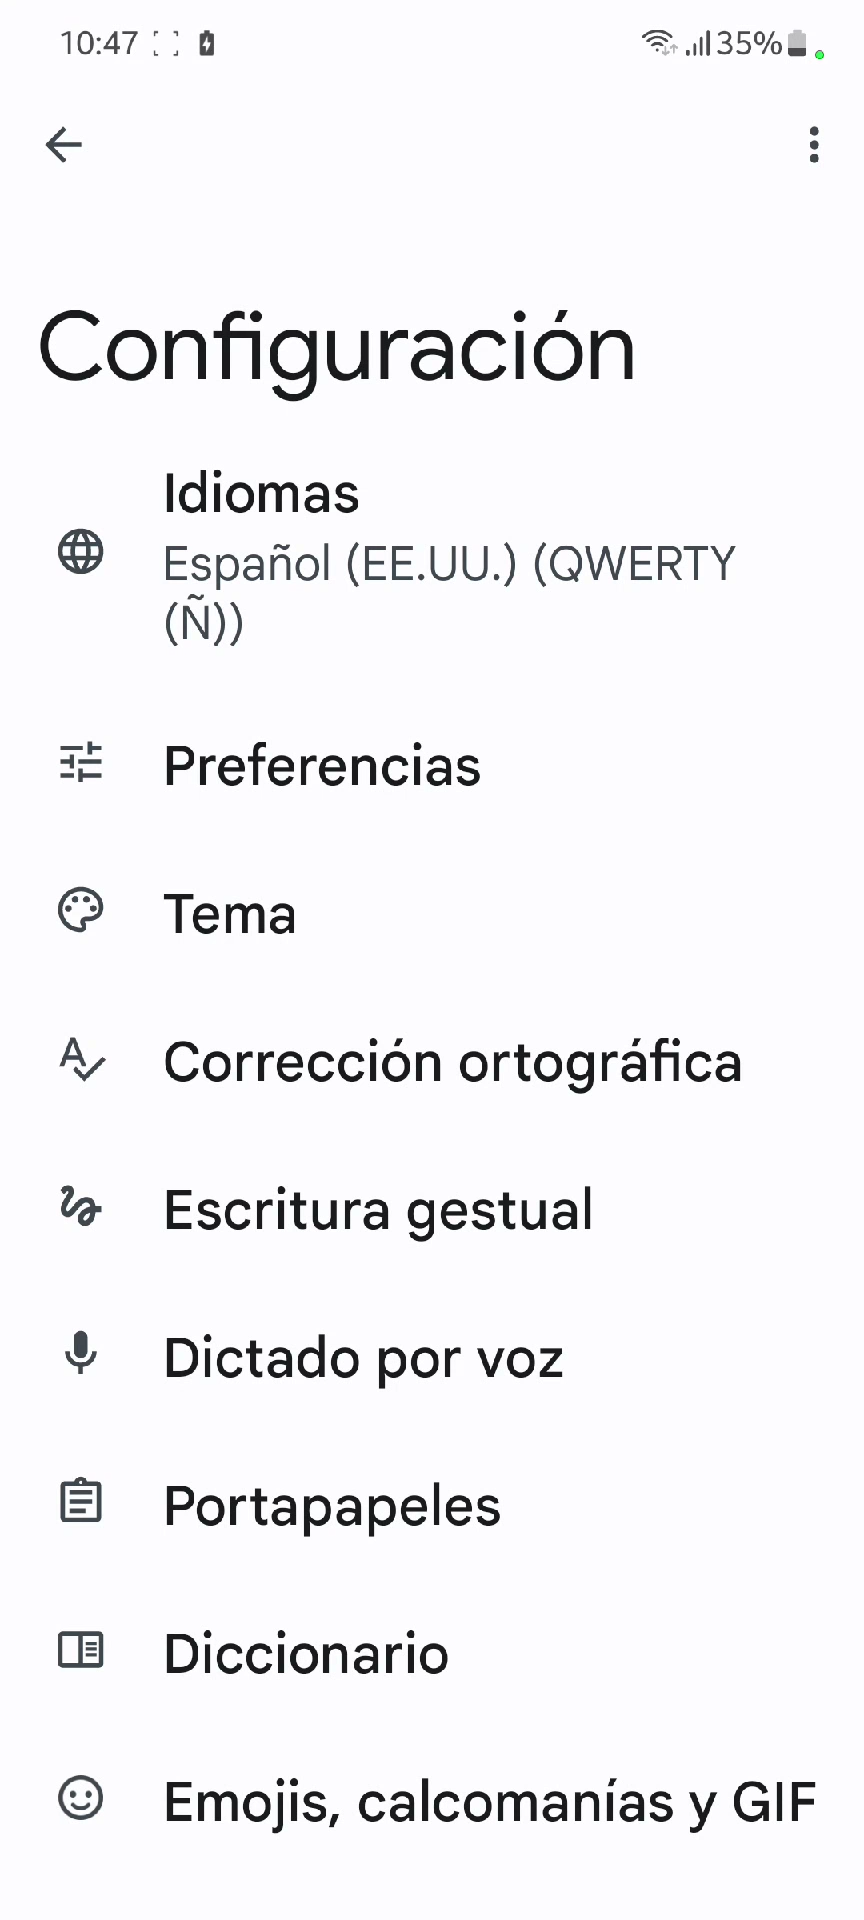 10:47 35%
Configuración
Idiomas
Español (EE.UU.) (QWERTY
(Ñ))
Preferencias
Tema
Corrección ortográfica
Escritura gestual
Dictado por voz
Portapapeles
Diccionario
Emojis, calcomanías y GIF